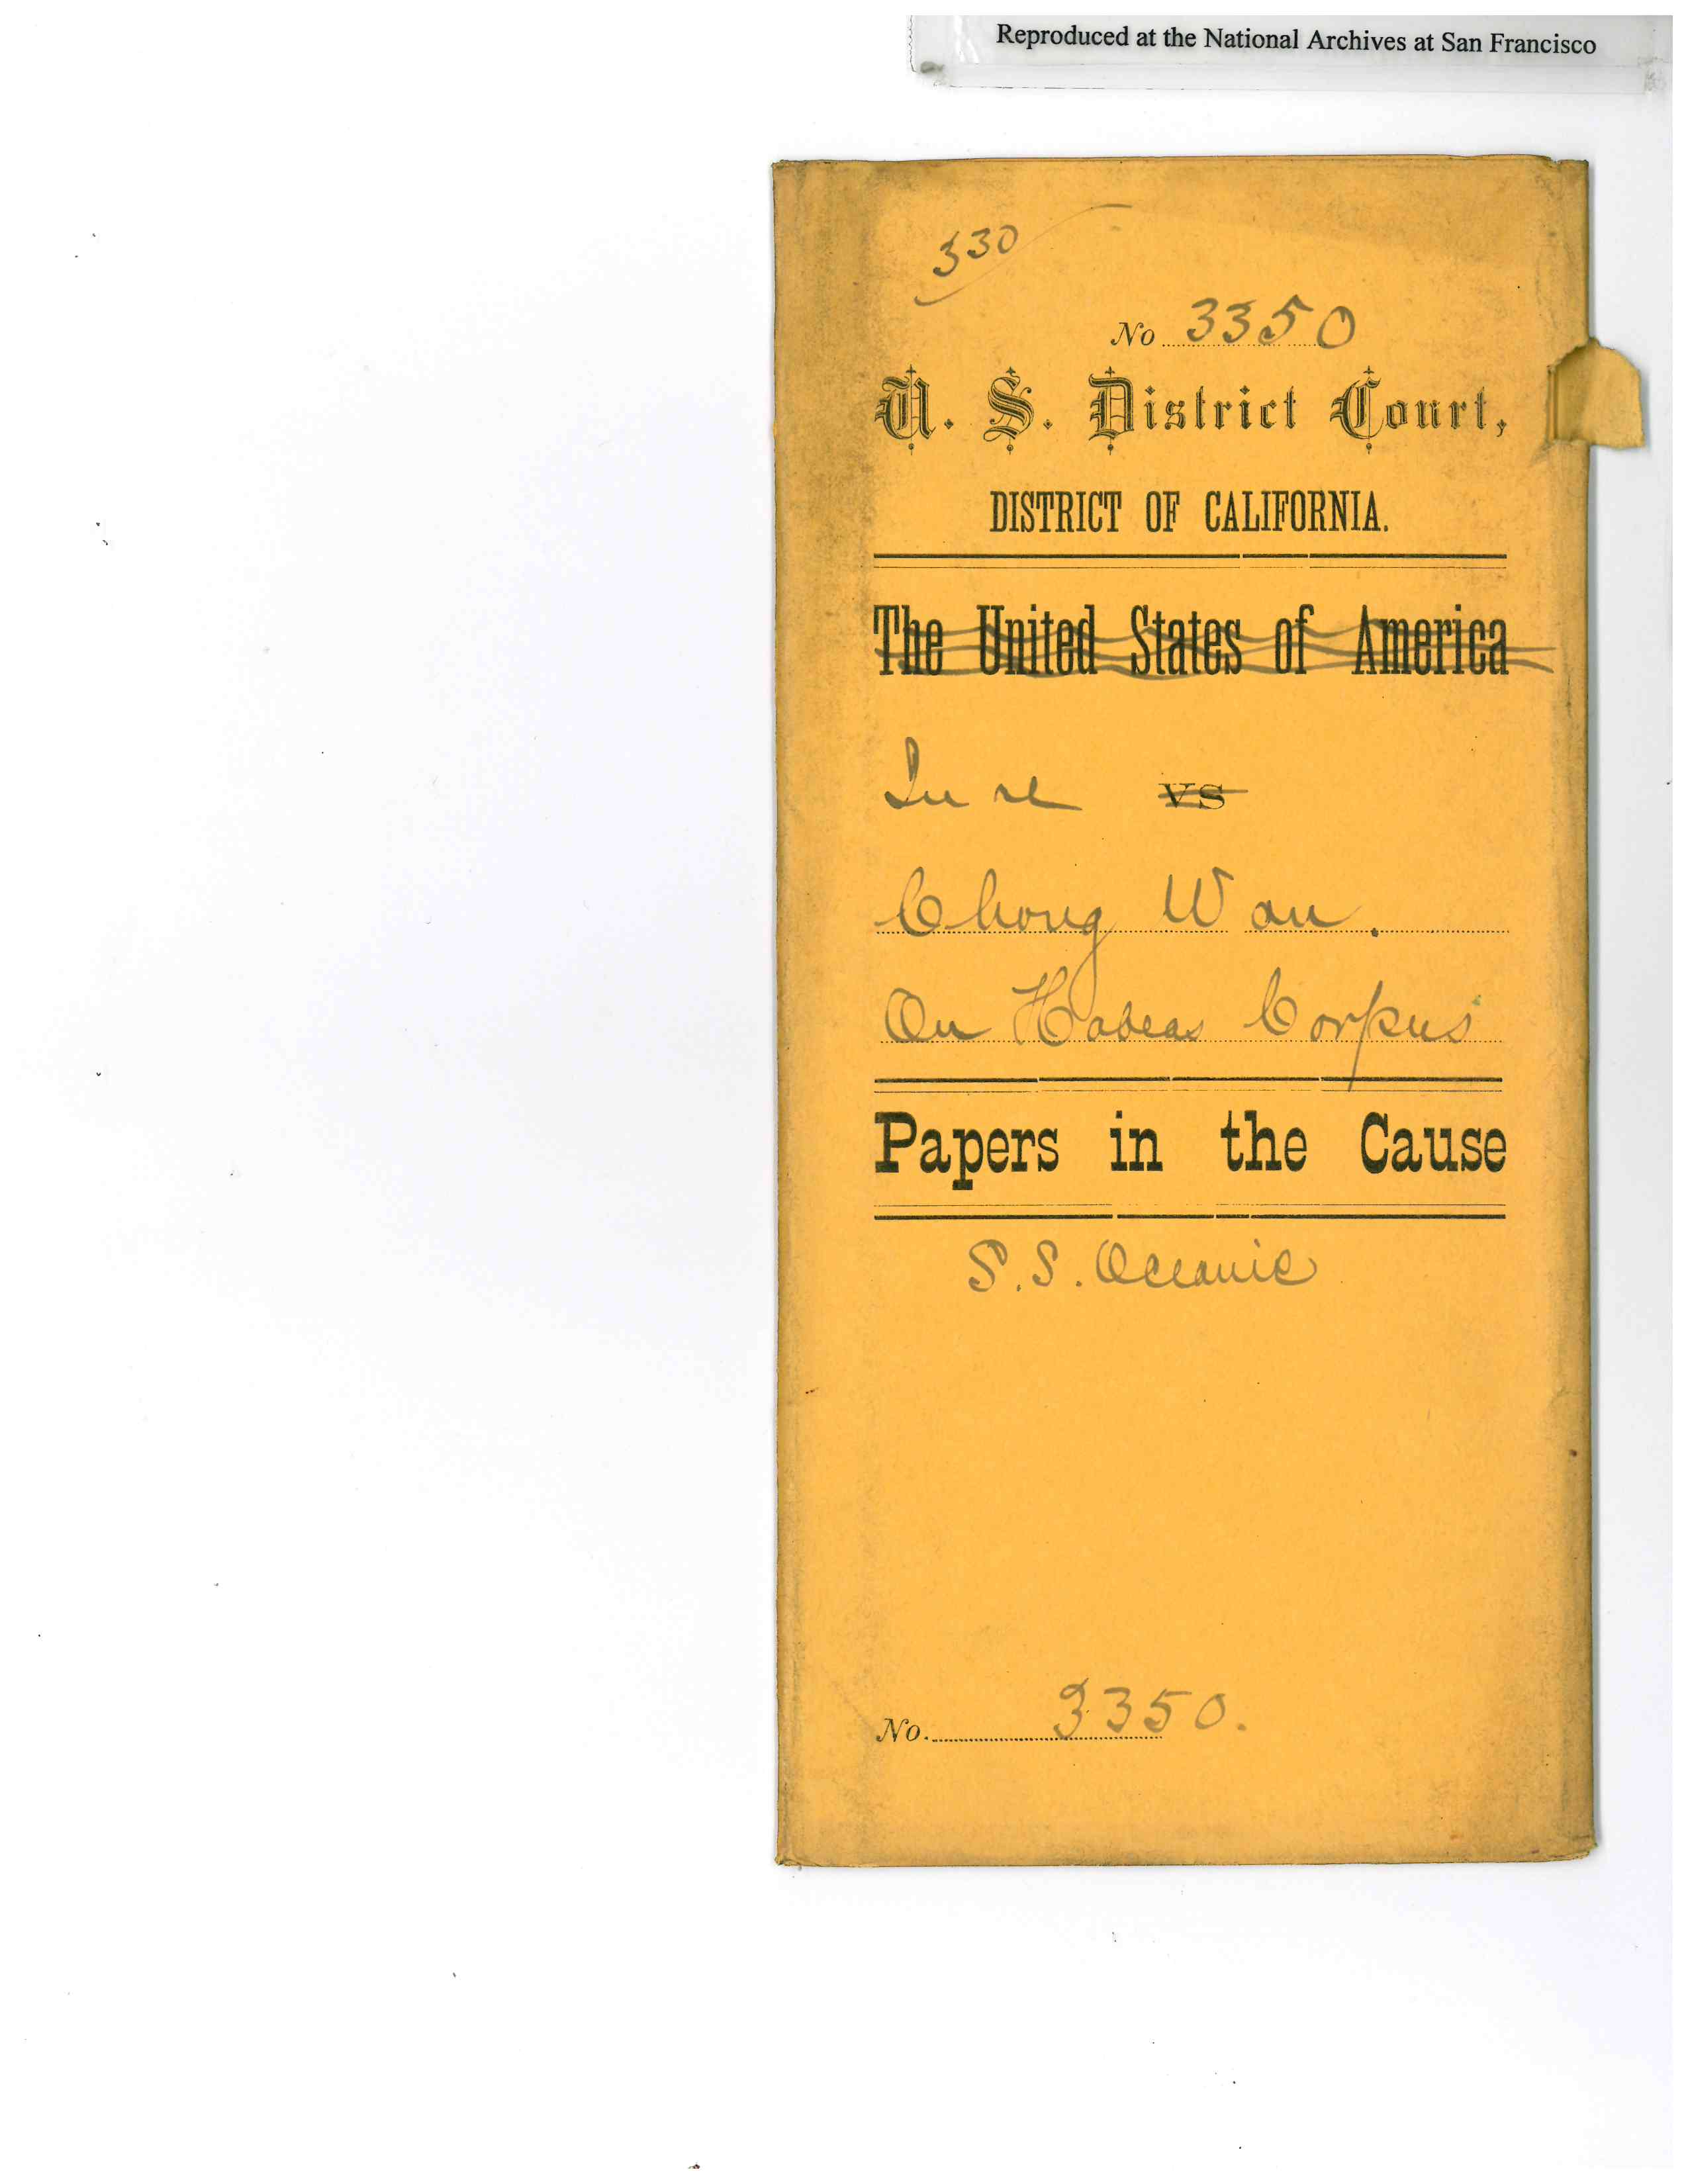 Reproduced at the National Archives at San Francisco
330
No 3350
U. S. District Court,
DISTRICT OF CALIFORNIA.
The United States of America
In re vs
Chong Wan.
On Habeas Corpus
Papers in the Cause
S.S. Oceanic
No. 3350.